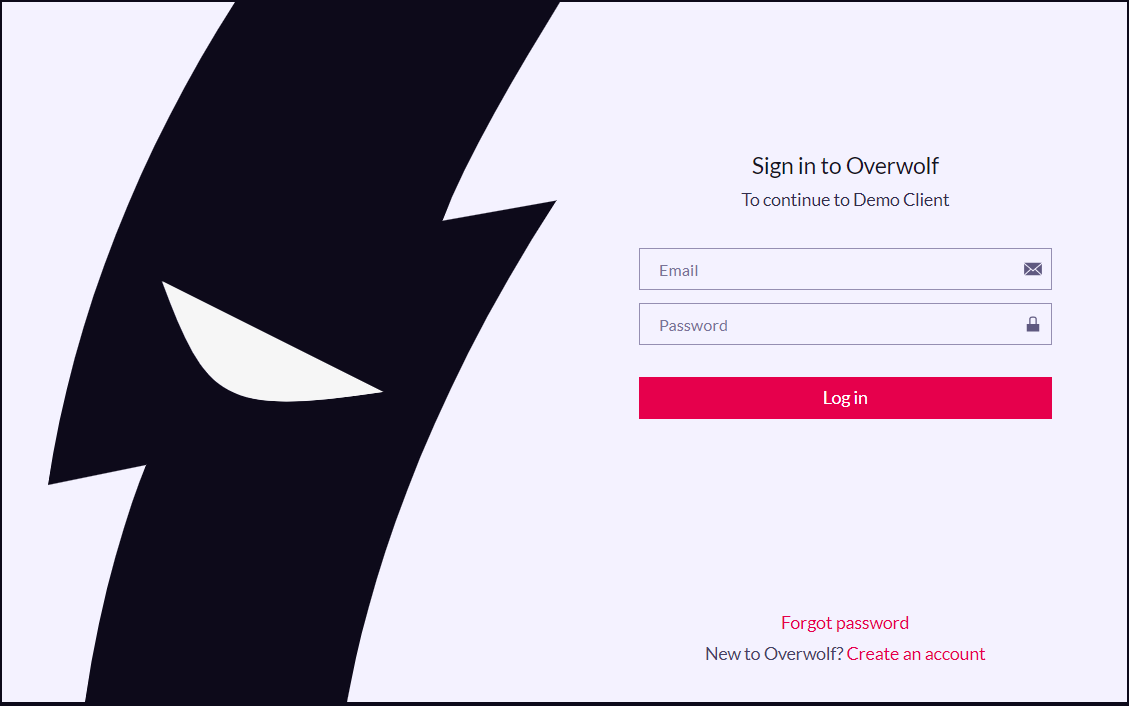 Sign in to Overwolf
To continue to Demo Client
Email
Password
Log in
Forgot password
New to Overwolf? Create an account